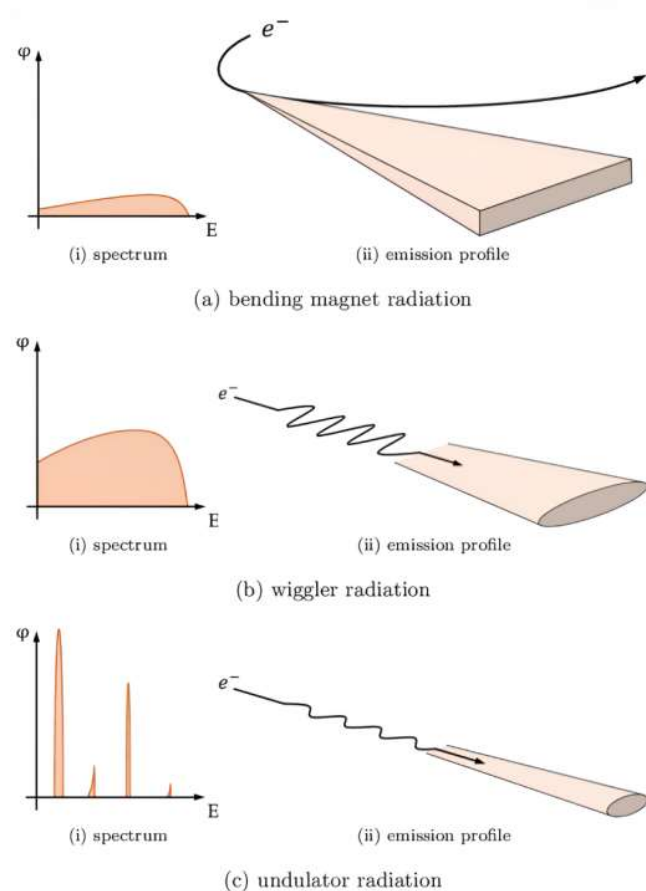 φ
e⁻
E
(i) spectrum
(ii) emission profile
(a) bending magnet radiation
φ
e⁻
E
(i) spectrum
(ii) emission profile
(b) wiggler radiation
φ
e⁻
E
(i) spectrum
(ii) emission profile
(c) undulator radiation